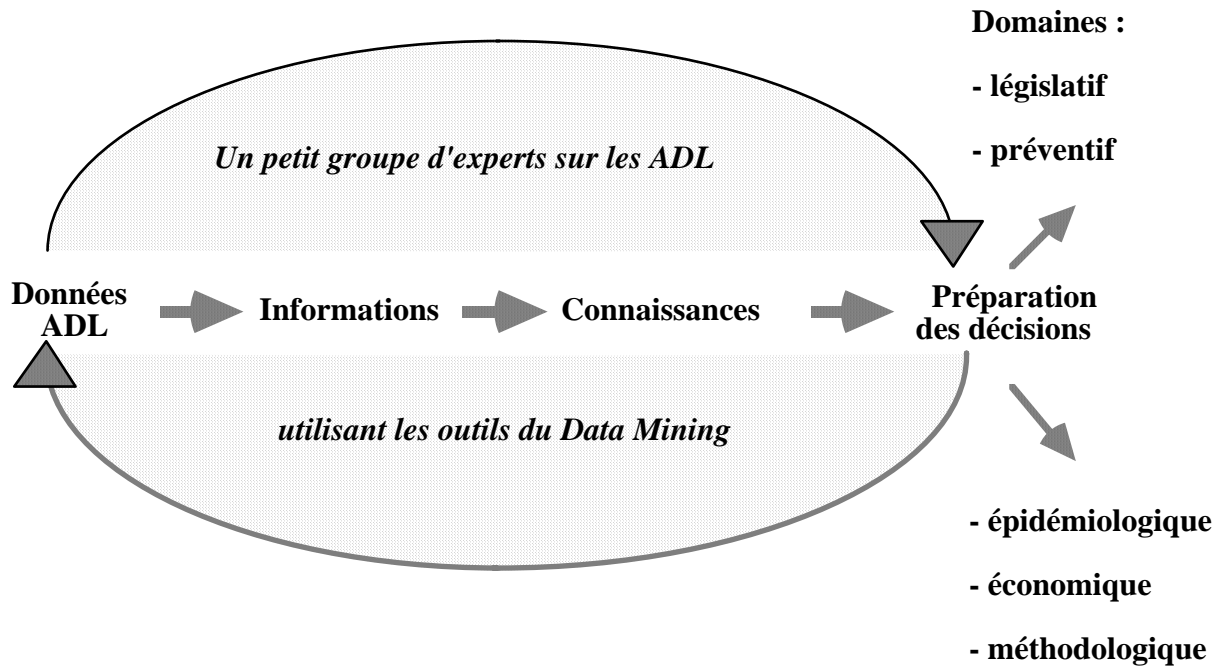 Domaines :
- législatif
- préventif
Un petit groupe d'experts sur les ADL
Données
ADL
Informations
Connaissances
Préparation
des décisions
utilisant les outils du Data Mining
- épidémiologique
- économique
- méthodologique